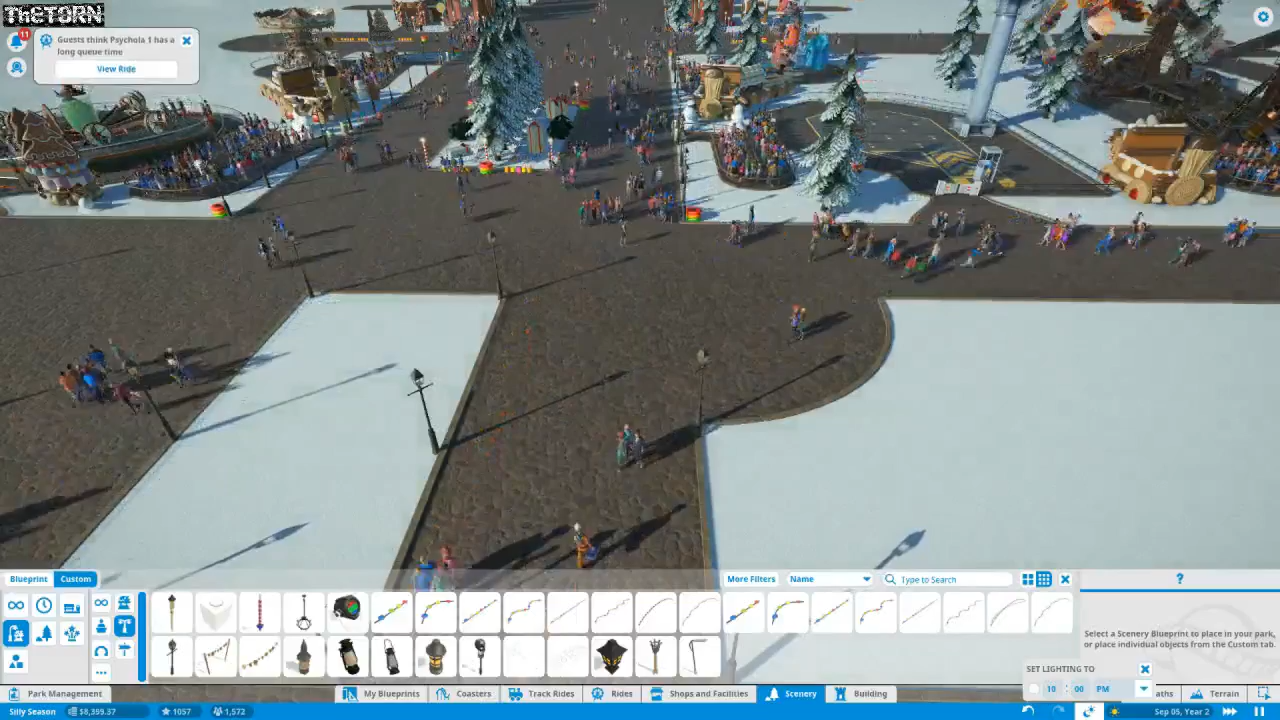 THETORN
11
Guests think Psychola 1 has a
long queue time
View Ride
Blueprint
Custom
More Filters
Name
Type to Search
?
Select a Scenery Blueprint to place in your park,
or place individual objects from the Custom tab.
SET LIGHTING TO
10 : 00 PM
Park Management
My Blueprints
Coasters
Track Rides
Rides
Shops and Facilities
Scenery
Building
aths
Terrain
Silly Season
$8,399.37
1057
1,572
Sep 05, Year 2